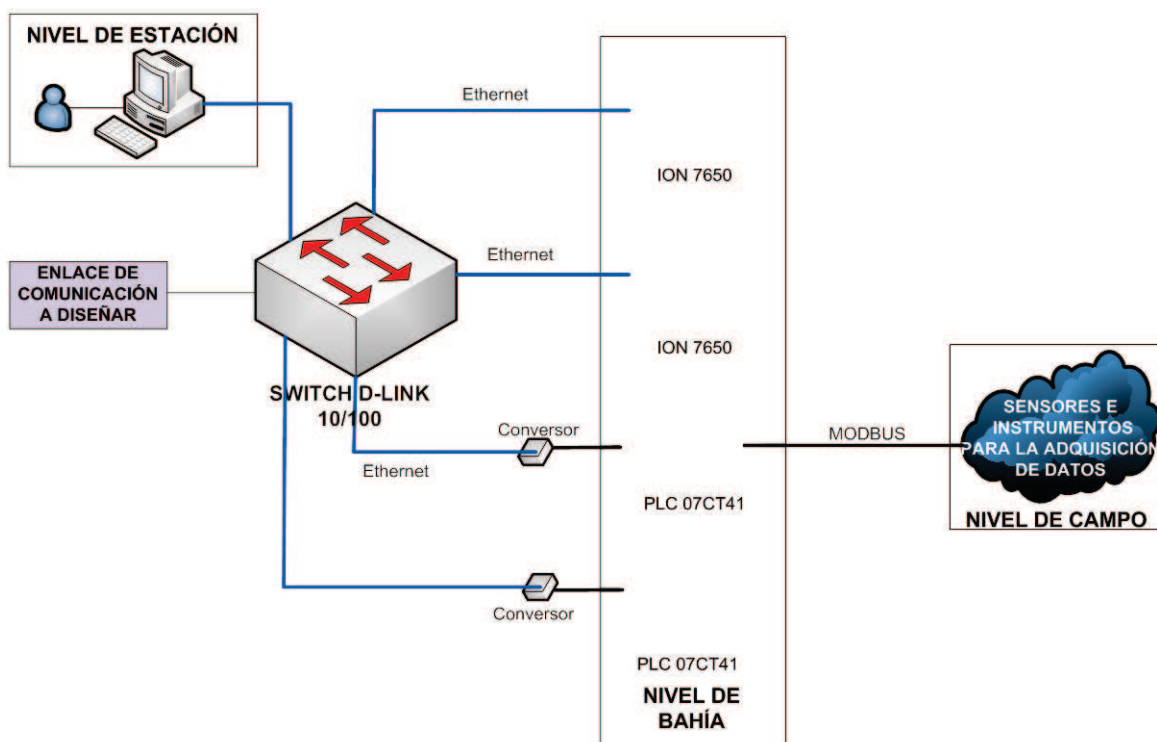 NIVEL DE ESTACIÓN
Ethernet
ION 7650
Ethernet
ENLACE DE
COMUNICACIÓN
A DISEÑAR
ION 7650
SWITCH D-LINK
10/100
Conversor
Ethernet
MODBUS
SENSORES E
INSTRUMENTOS
PARA LA ADQUISICIÓN
DE DATOS
NIVEL DE CAMPO
PLC 07CT41
Conversor
PLC 07CT41
NIVEL DE
BAHÍA